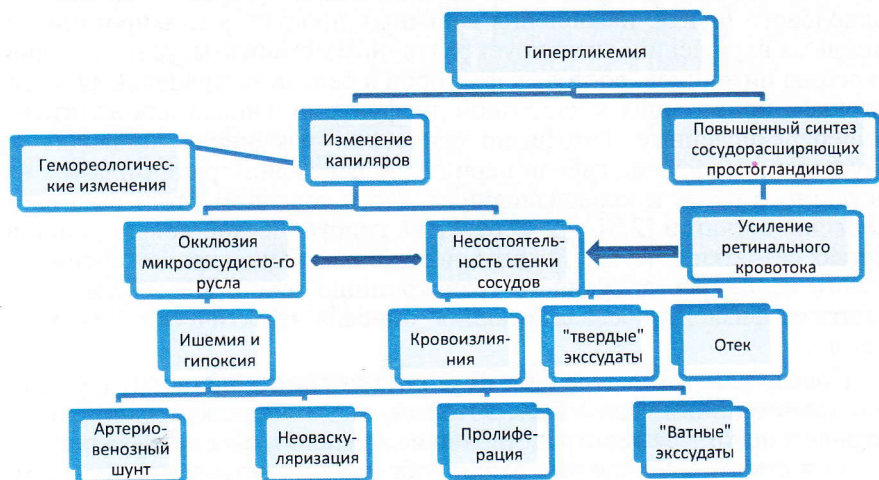 Гипергликемия
Изменение
капиляров
Повышенный синтез
сосудорасширяющих
простогландинов
Гемореологичес-
кие изменения
Окклюзия
микрососудисто-го
русла
Несостоятель-
ность стенки
сосудов
Усиление
ретинального
кровотока
Ишемия и
гипоксия
Кровоизлия-
ния
"твердые"
экссудаты
Отек
Артерио-
венозный
шунт
Неоваску-
ляризация
Пролифе-
рация
"Ватные"
экссудаты